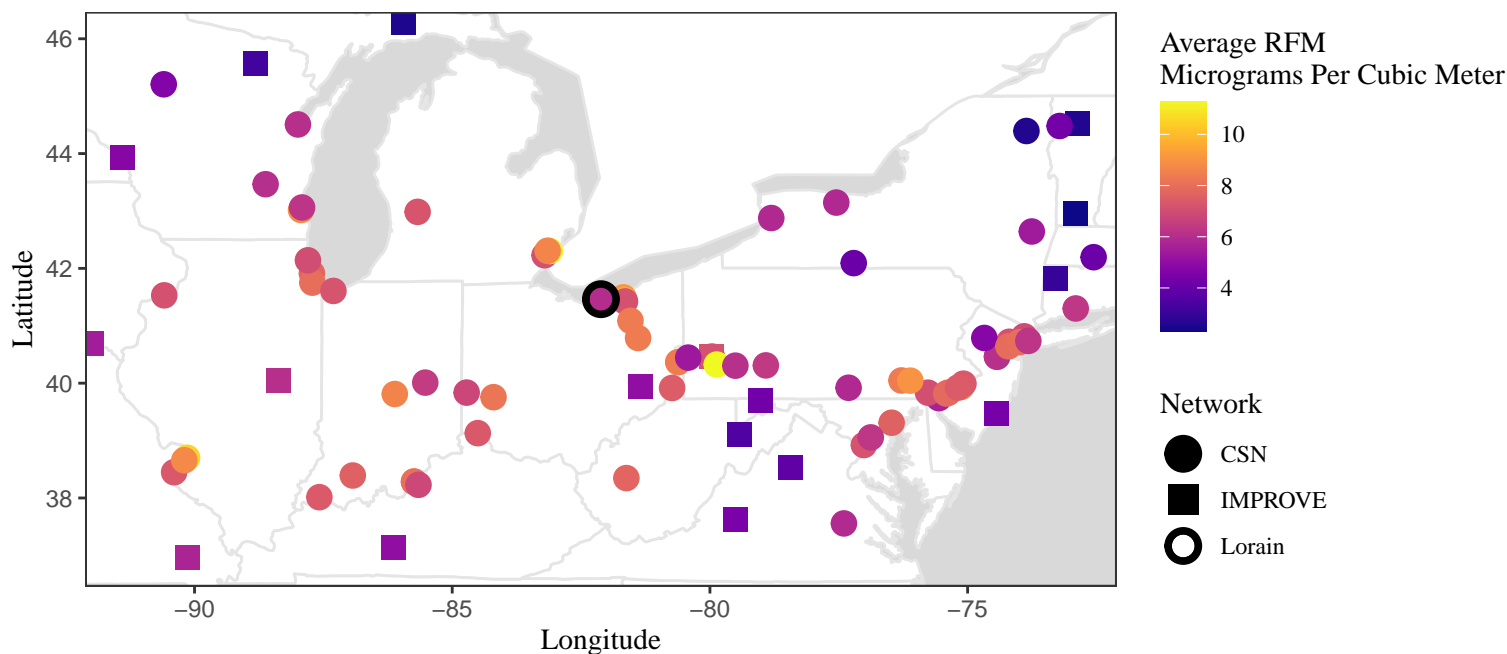 46
44
42
40
38
Latitude
−90
−85
−80
−75
Longitude
Average RFM
Micrograms Per Cubic Meter
10
8
6
4
Network
CSN
IMPROVE
Lorain